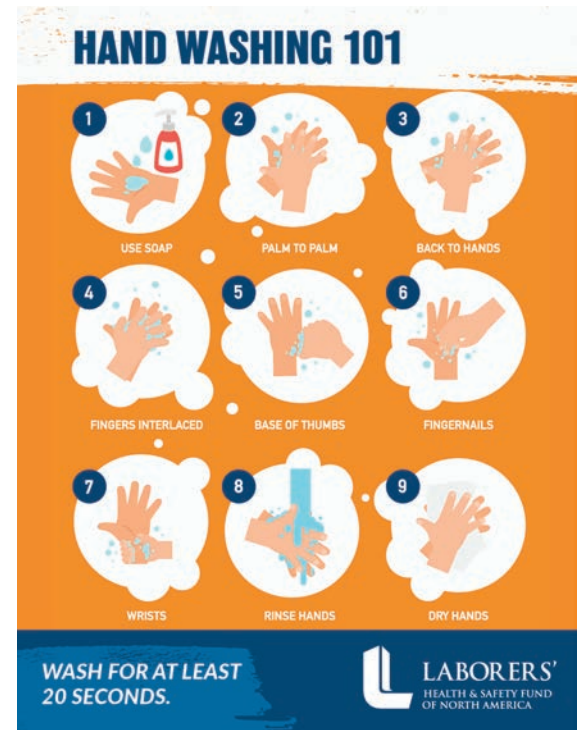 HAND WASHING 101
1
2
3
USE SOAP
PALM TO PALM
BACK TO HANDS
4
5
6
FINGERS INTERLACED
BASE OF THUMBS
FINGERNAILS
7
8
9
WRISTS
RINSE HANDS
DRY HANDS
WASH FOR AT LEAST
20 SECONDS.
LABORERS'
HEALTH & SAFETY FUND
OF NORTH AMERICA